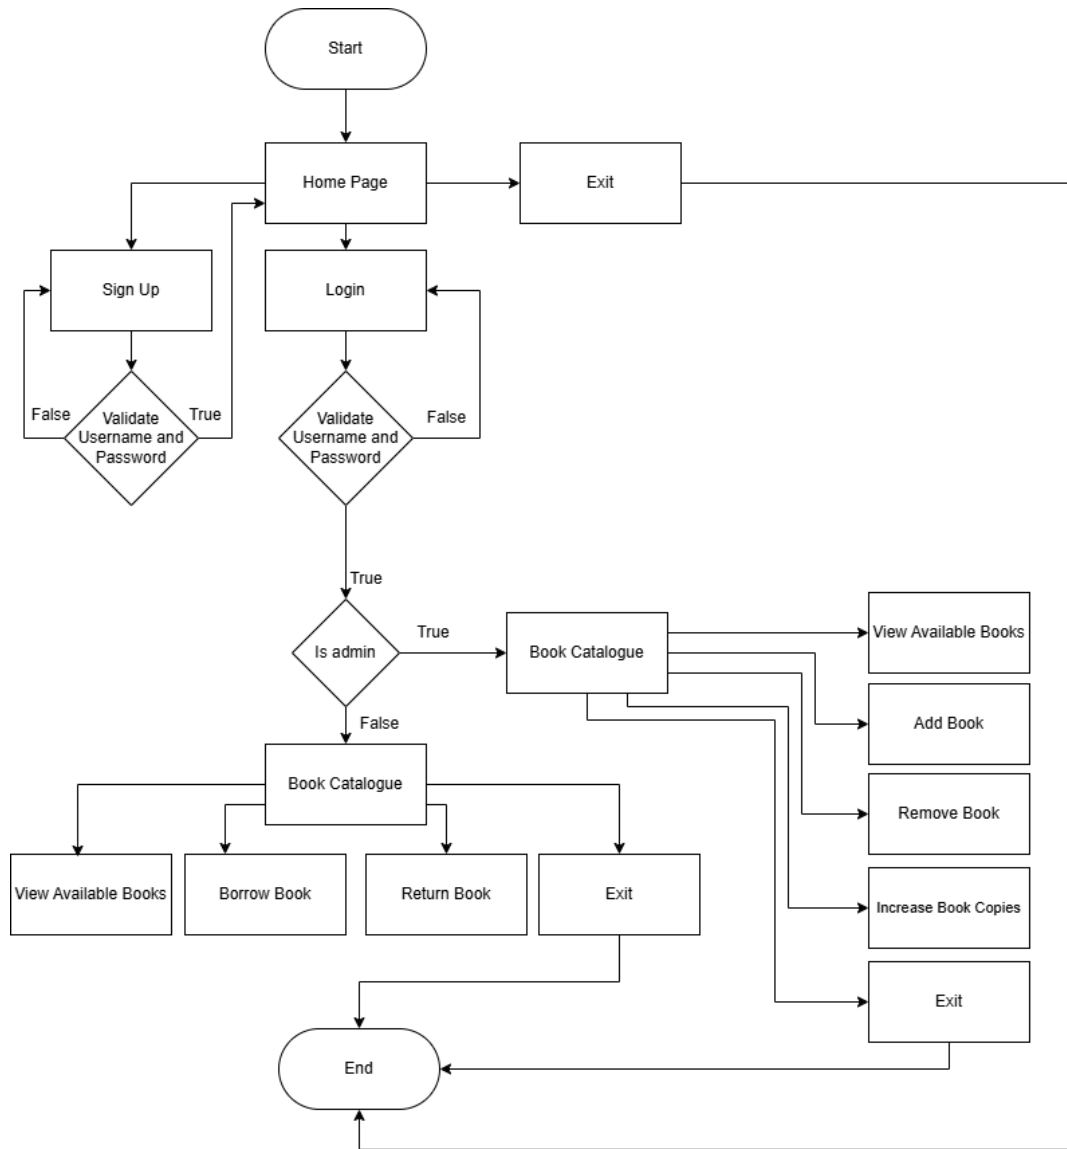 Start
Home Page
Exit
Sign Up
Login
False
Validate
Username and
Password
True
Validate
Username and
Password
False
True
Is admin
True
Book Catalogue
View Available Books
Add Book
Remove Book
Increase Book Copies
Exit
False
Book Catalogue
View Available Books
Borrow Book
Return Book
Exit
End